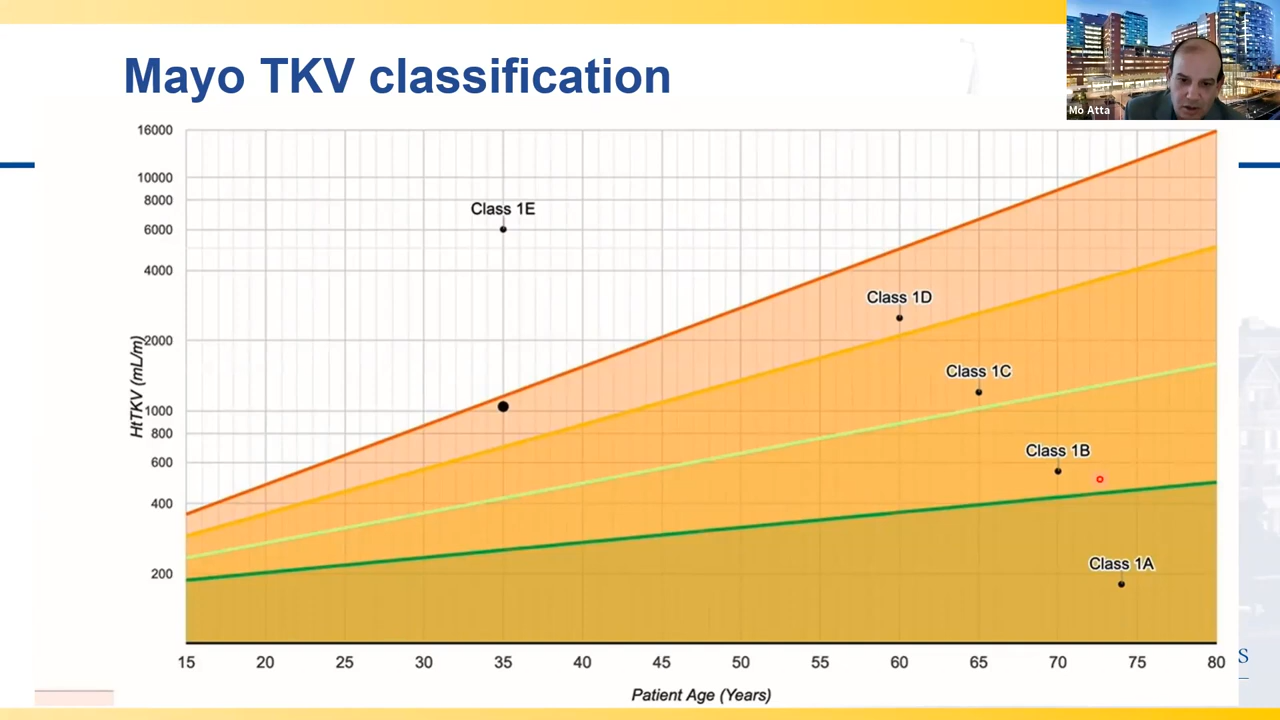 Mayo TKV classification
Mo Atta
16000
10000
8000
6000
4000
2000
1000
800
600
400
200
HtTKV (mL/m)
Class 1E
Class 1D
Class 1C
Class 1B
Class 1A
15 20 25 30 35 40 45 50 55 60 65 70 75 80
Patient Age (Years)
S